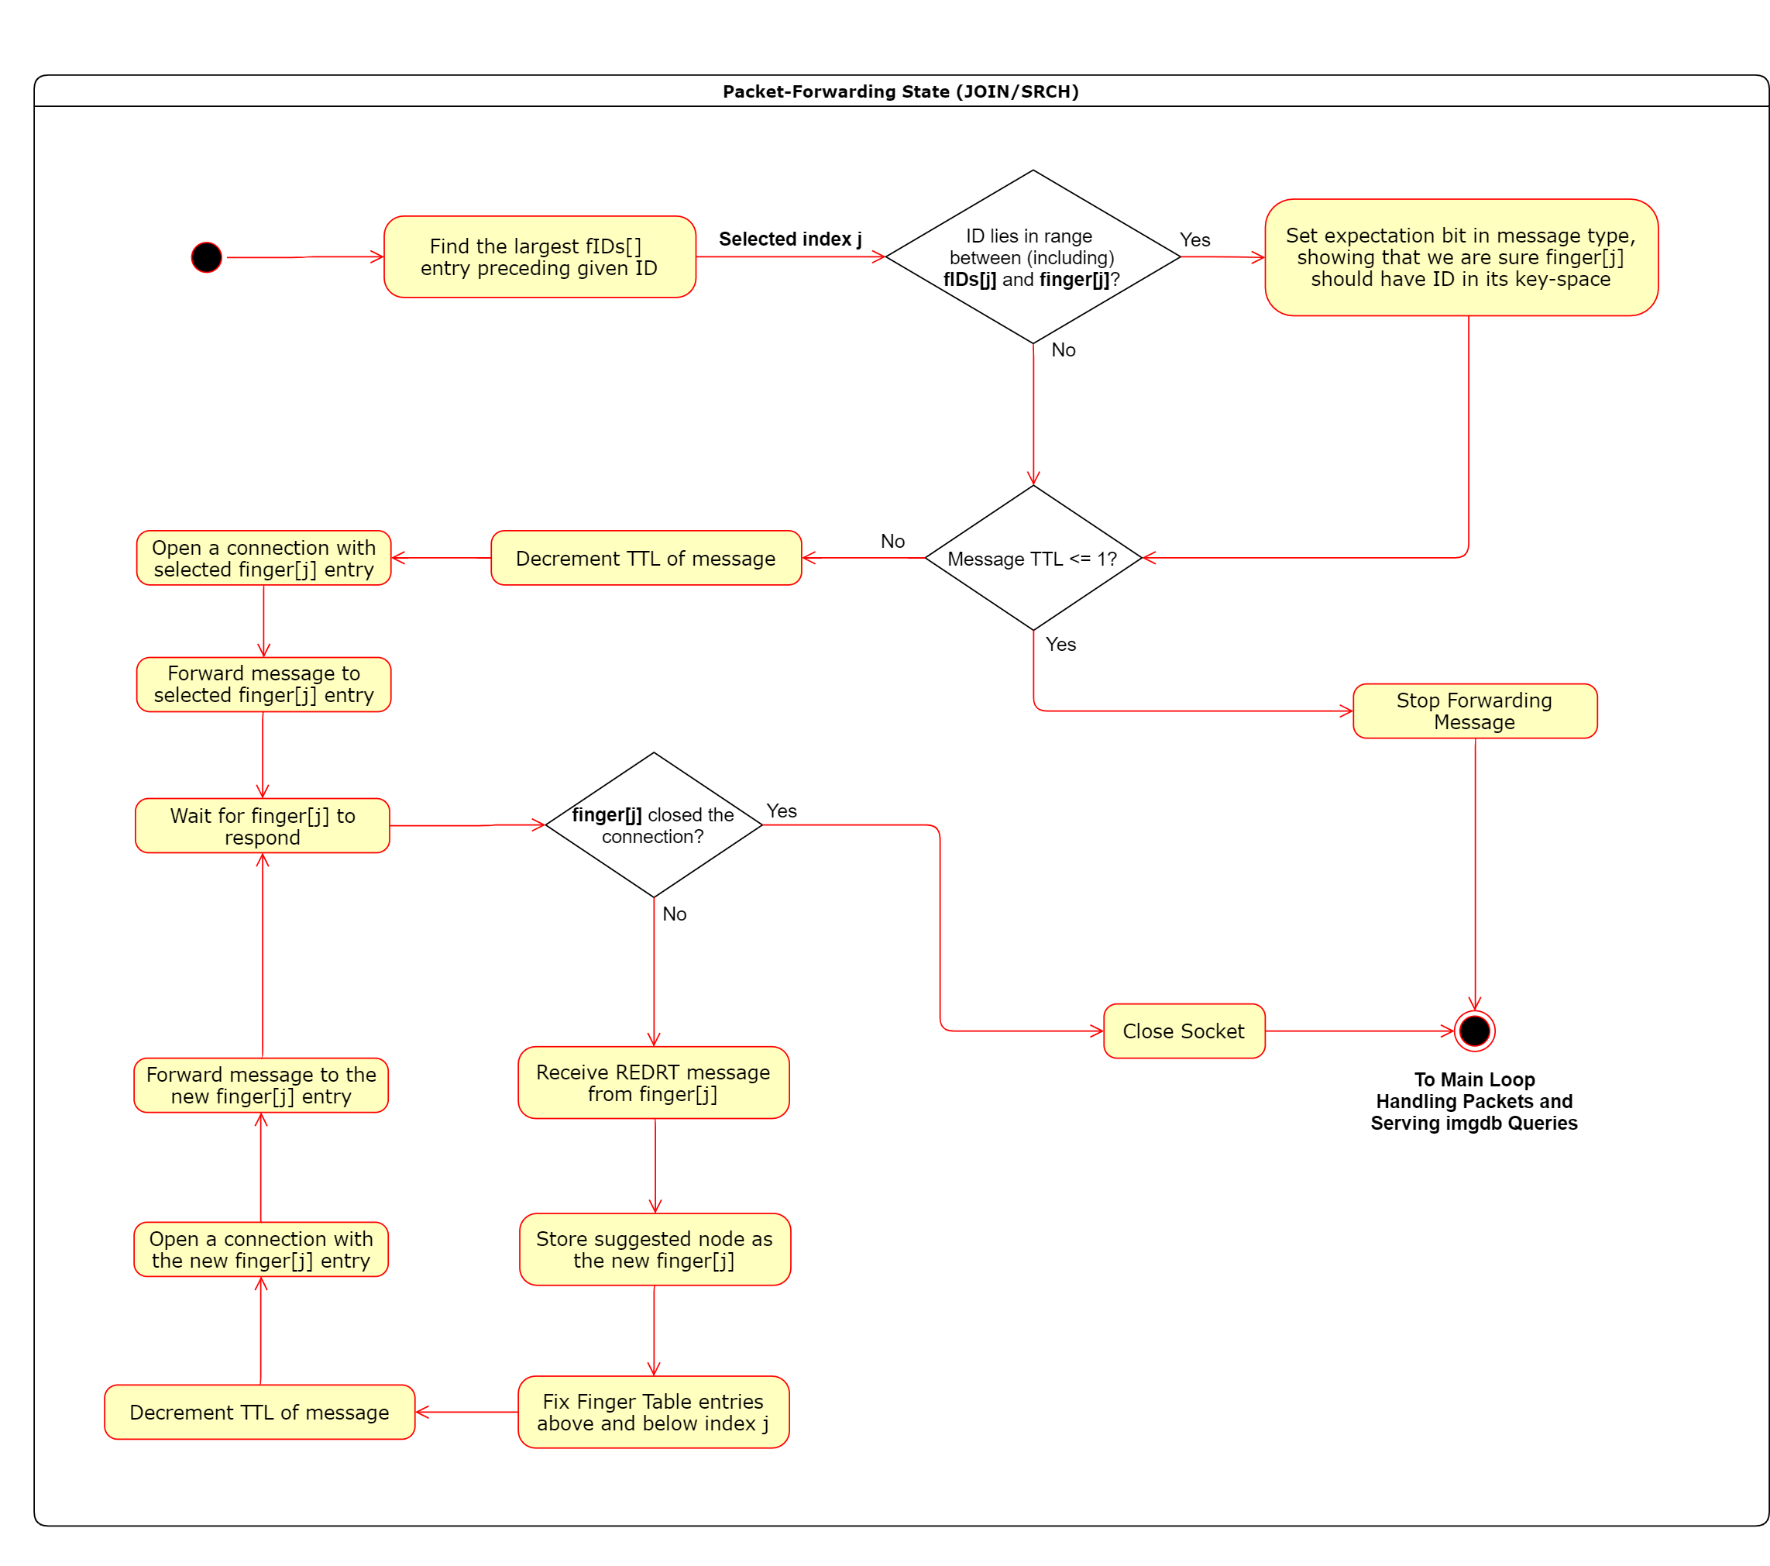 Packet-Forwarding State (JOIN/SRCH)
Find the largest fIDs[]
entry preceding given ID
Selected index j
ID lies in range
between (including)
fIDs[j] and finger[j]?
Yes
Set expectation bit in message type,
showing that we are sure finger[j]
should have ID in its key-space
No
Open a connection with
selected finger[j] entry
Decrement TTL of message
No
Message TTL <= 1?
Yes
Forward message to
selected finger[j] entry
Stop Forwarding
Message
Wait for finger[j] to
respond
finger[j] closed the
connection?
Yes
No
Close Socket
Forward message to the
new finger[j] entry
Receive REDRT message
from finger[j]
To Main Loop
Handling Packets and
Serving imgdb Queries
Open a connection with
the new finger[j] entry
Store suggested node as
the new finger[j]
Decrement TTL of message
Fix Finger Table entries
above and below index j